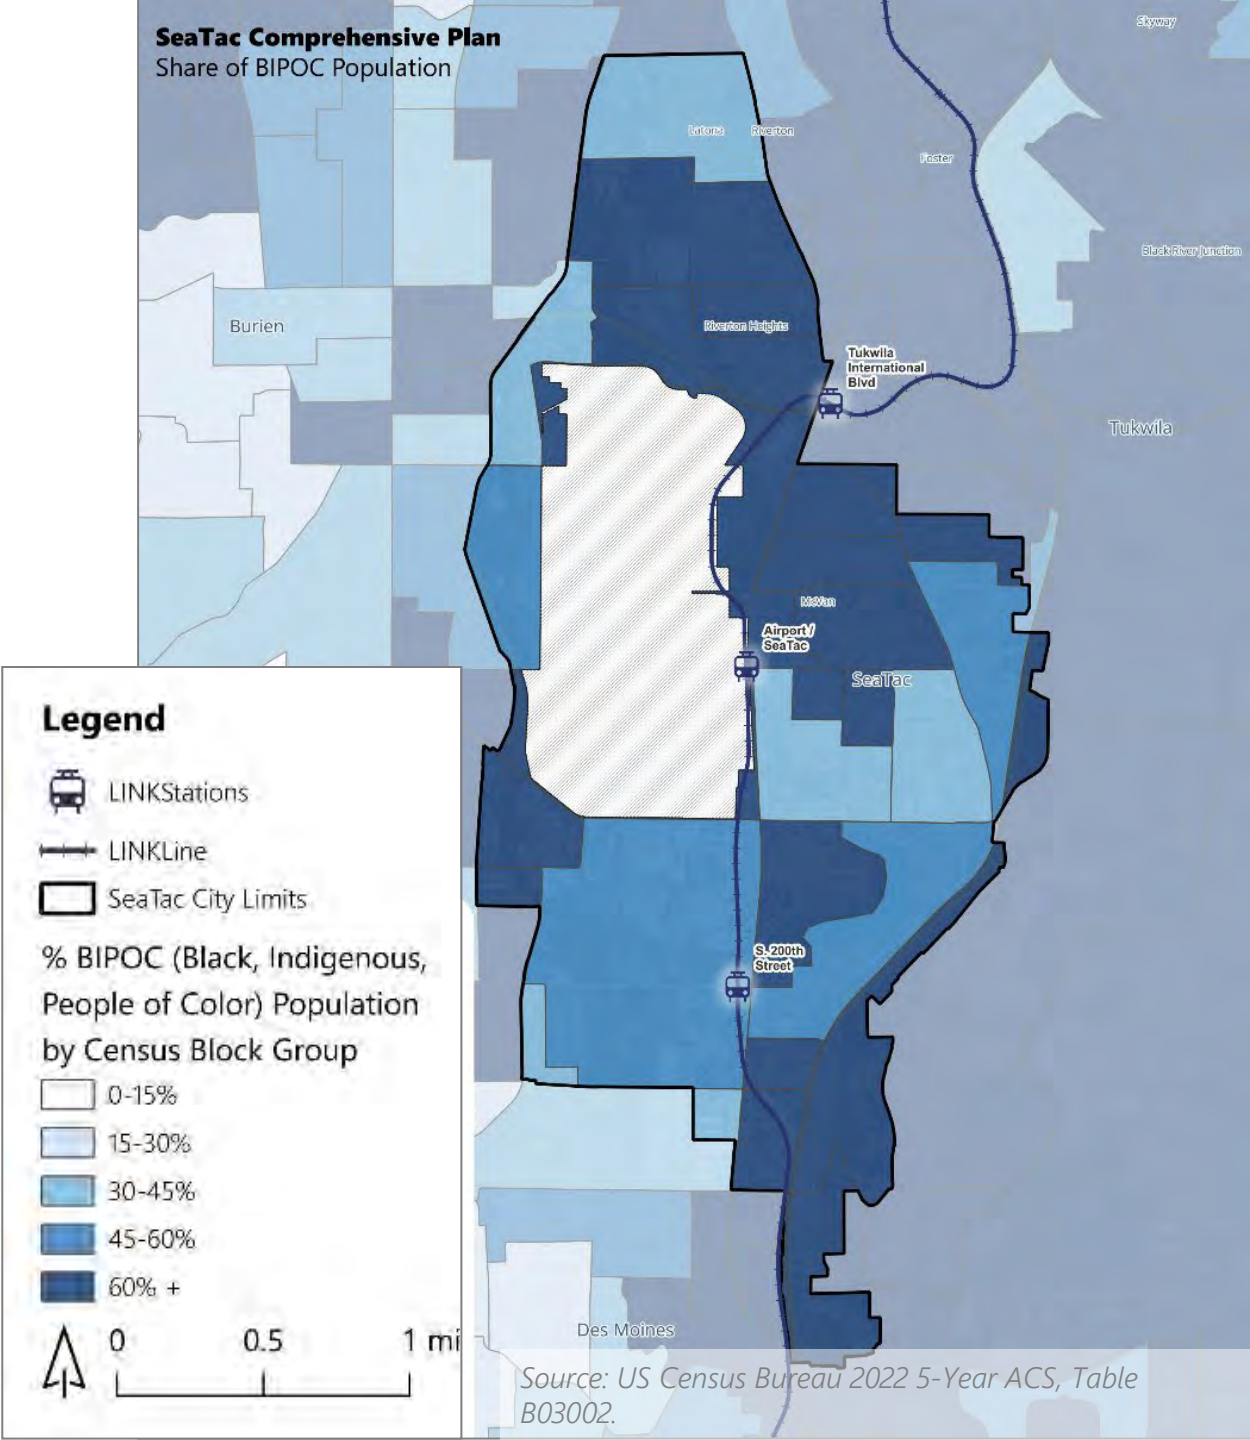 SeaTac Comprehensive Plan
Share of BIPOC Population
Skyway
Latona
Riverton
Foster
Black River Junction
Burien
Riverton Heights
Tukwila
International
Blvd
Tukwila
McVan
Airport /
SeaTac
SeaTac
Legend
LINKStations
LINKLine
SeaTac City Limits
% BIPOC (Black, Indigenous,
People of Color) Population
by Census Block Group
0-15%
15-30%
30-45%
45-60%
60% +
0
0.5
1 mi
S. 200th
Street
Des Moines
Source: US Census Bureau 2022 5-Year ACS, Table
B03002.